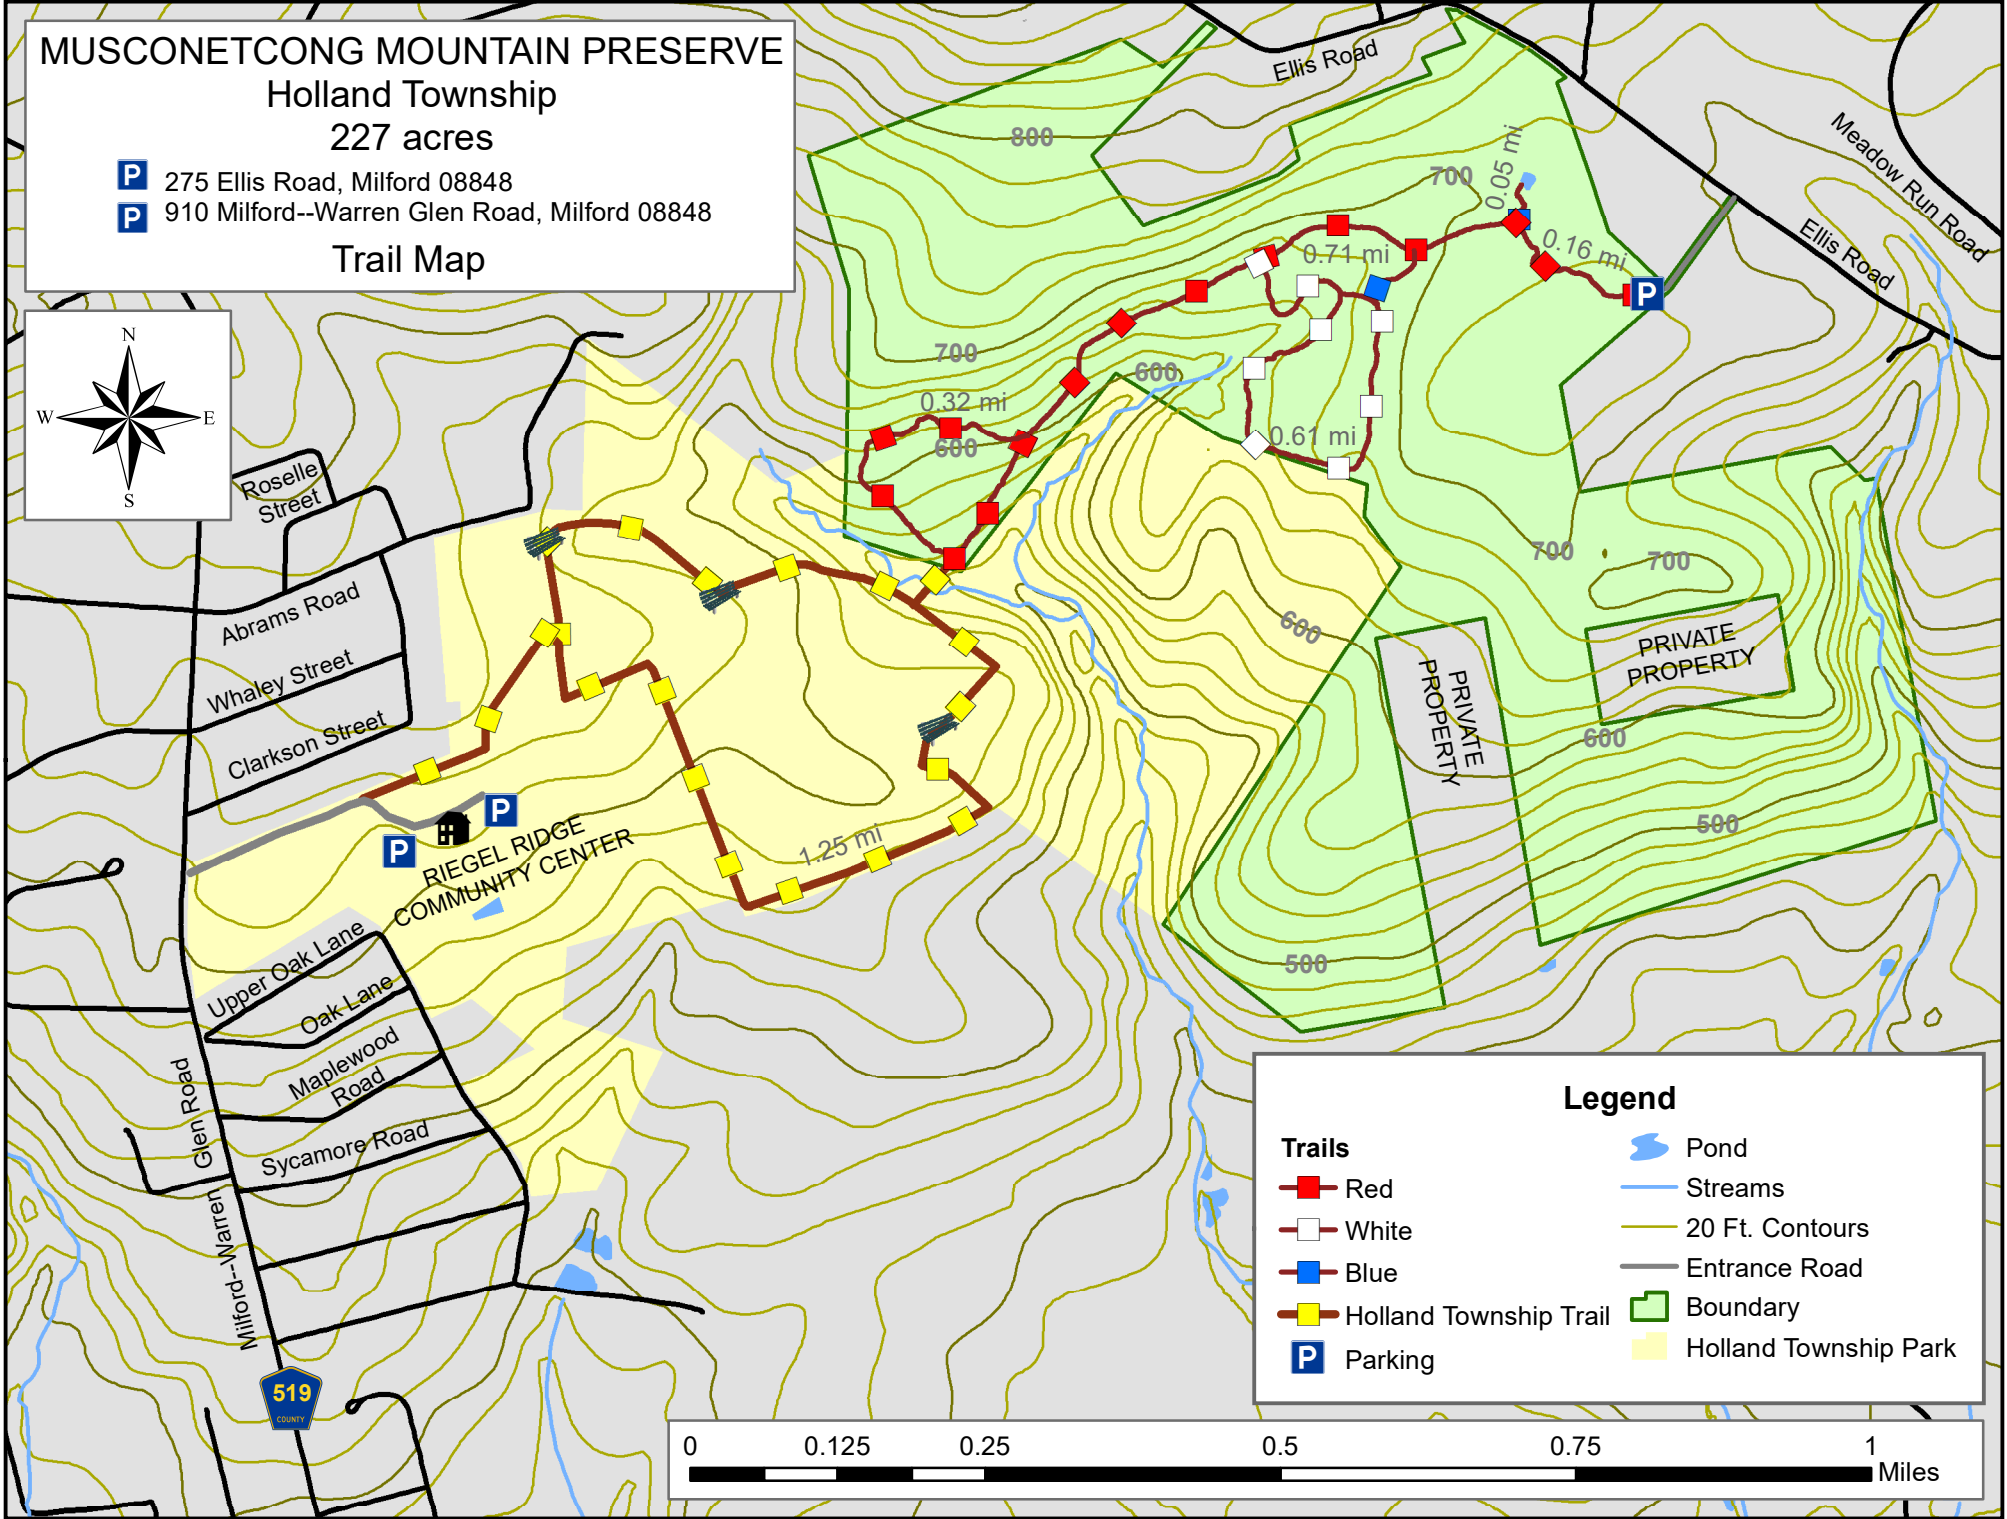 MUSCONETCONG MOUNTAIN PRESERVE
Holland Township
227 acres
P 275 Ellis Road, Milford 08848
P 910 Milford--Warren Glen Road, Milford 08848
Trail Map
N
W E
S
Ellis Road
Meadow Run Road
Ellis Road
800
700
0.05 mi
0.16 mi
P
0.71 mi
700
600
0.32 mi
600
0.61 mi
Roselle
Street
Abrams Road
Whaley Street
Clarkson Street
700
700
600
PRIVATE
PROPERTY
PRIVATE
PROPERTY
600
500
500
P
P
RIEGEL RIDGE
COMMUNITY CENTER
1.25 mi
Upper Oak Lane
Oak Lane
Maplewood
Road
Sycamore Road
Milford--Warren Glen Road
519
COUNTY
Legend
Trails
Red
White
Blue
Holland Township Trail
P Parking
Pond
Streams
20 Ft. Contours
Entrance Road
Boundary
Holland Township Park
0 0.125 0.25 0.5 0.75 1
Miles